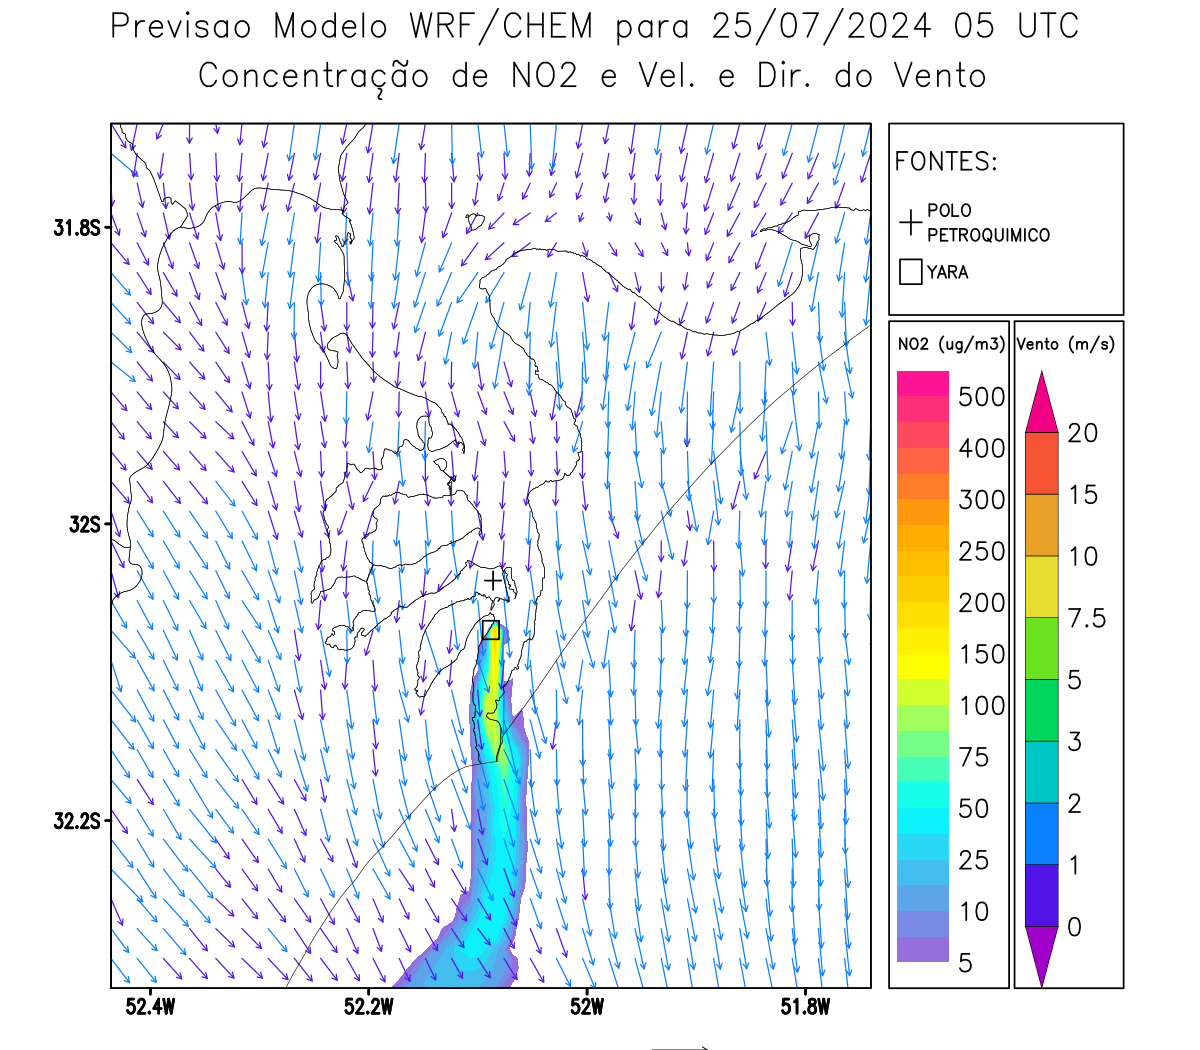 Previsao Modelo WRF/CHEM para 25/07/2024 05 UTC
Concentração de NO2 e Vel. e Dir. do Vento
FONTES:
POLO
PETROQUIMICO
YARA
NO2 (ug/m3)
500
400
300
250
200
150
100
75
50
25
10
5
Vento (m/s)
20
15
10
7.5
5
3
2
1
0
31.8S
32S
32.2S
52.4W
52.2W
52W
51.8W